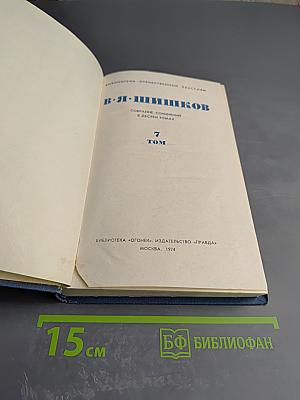 БИБЛИОТЕКА ОТЕЧЕСТВЕННОЙ КЛАССИКИ
В·Я·ШИШКОВ
СОБРАНИЕ СОЧИНЕНИЙ
В ДЕСЯТИ ТОМАХ
7
ТОМ
БИБЛИОТЕКА «ОГОНЕК». ИЗДАТЕЛЬСТВО «ПРАВДА»
МОСКВА, 1974
15 СМ
БФ БИБЛИОФАН